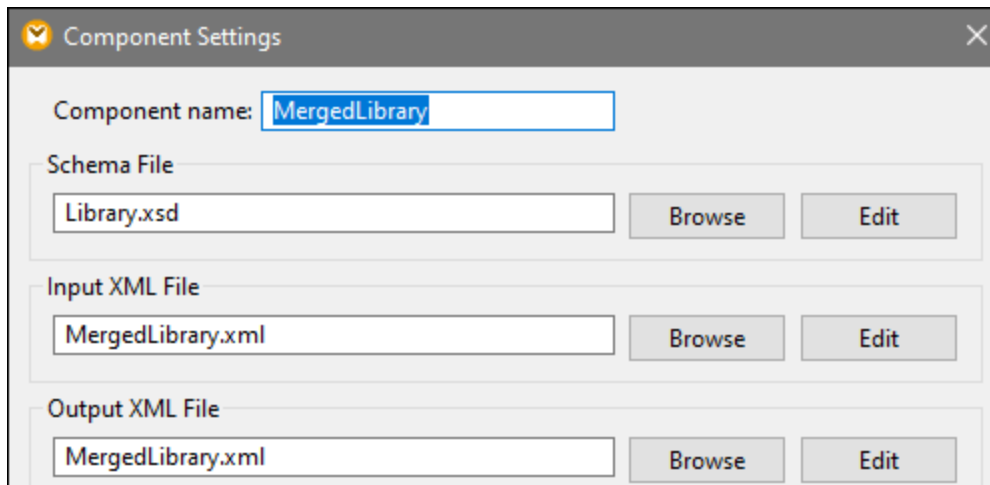 Component Settings
Component name: MergedLibrary
Schema File
Library.xsd Browse Edit
Input XML File
MergedLibrary.xml Browse Edit
Output XML File
MergedLibrary.xml Browse Edit